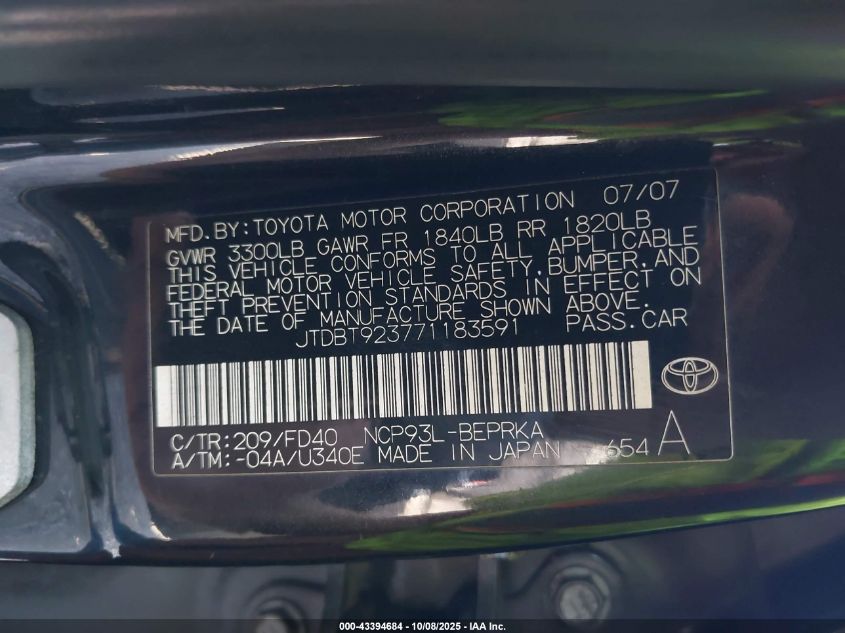 MFD. BY: TOYOTA MOTOR CORPORATION 07/07
GVWR 3300LB GAWR FR 1840LB RR 1820LB
THIS VEHICLE CONFORMS TO ALL APPLICABLE
FEDERAL MOTOR VEHICLE SAFETY, BUMPER, AND
THEFT PREVENTION STANDARDS IN EFFECT ON
THE DATE OF MANUFACTURE SHOWN ABOVE.
JTDBT923771183591 PASS. CAR
C/TR: 209/FD40 NCP93L-BEPRKA
A/TM: -04A/U340E MADE IN JAPAN 654 A
000-43394684 - 10/08/2025 - IAA Inc.